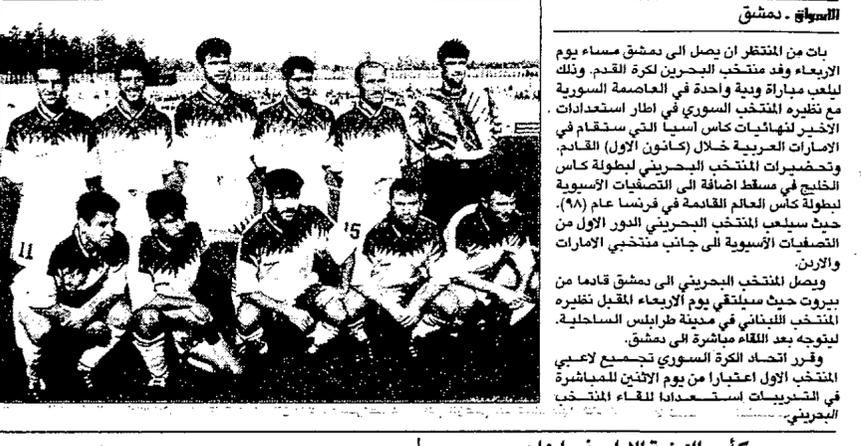 الاسواق - دمشق
بات من المنتظر ان يصل الى دمشق مساء يوم
الاربعاء وفد منتخب البحرين لكرة القدم. وذلك
ليلعب مباراة ودية واحدة في العاصمة السورية
مع نظيره المنتخب السوري في اطار استعدادات
الاخير لنهائيات كاس آسيا التي ستقام في
الامارات العربية خلال (كانون الاول) القادم.
وتحضيرات المنتخب البحريني لبطولة كاس
الخليج في مسقط اضافة الى التصفيات الآسيوية
لبطولة كأس العالم القادمة في فرنسا عام (٩٨).
حيث سيلعب المنتخب البحريني الدور الاول من
التصفيات الآسيوية الى جانب منتخبي الامارات
والاردن.
ويصل المنتخب البحريني الى دمشق قادما من
بيروت حيث سيلتقي يوم الاربعاء المقبل نظيره
المنتخب اللبناني في مدينة طرابلس الساحلية.
ليتوجه بعد اللقاء مباشرة الى دمشق.
وقرر اتحاد الكرة السوري تجميع لاعبي
المنتخب الاول اعتبارا من يوم الاثنين للمباشرة
في التدريبات استعدادا للقاء المنتخب
البحريني.
11
15